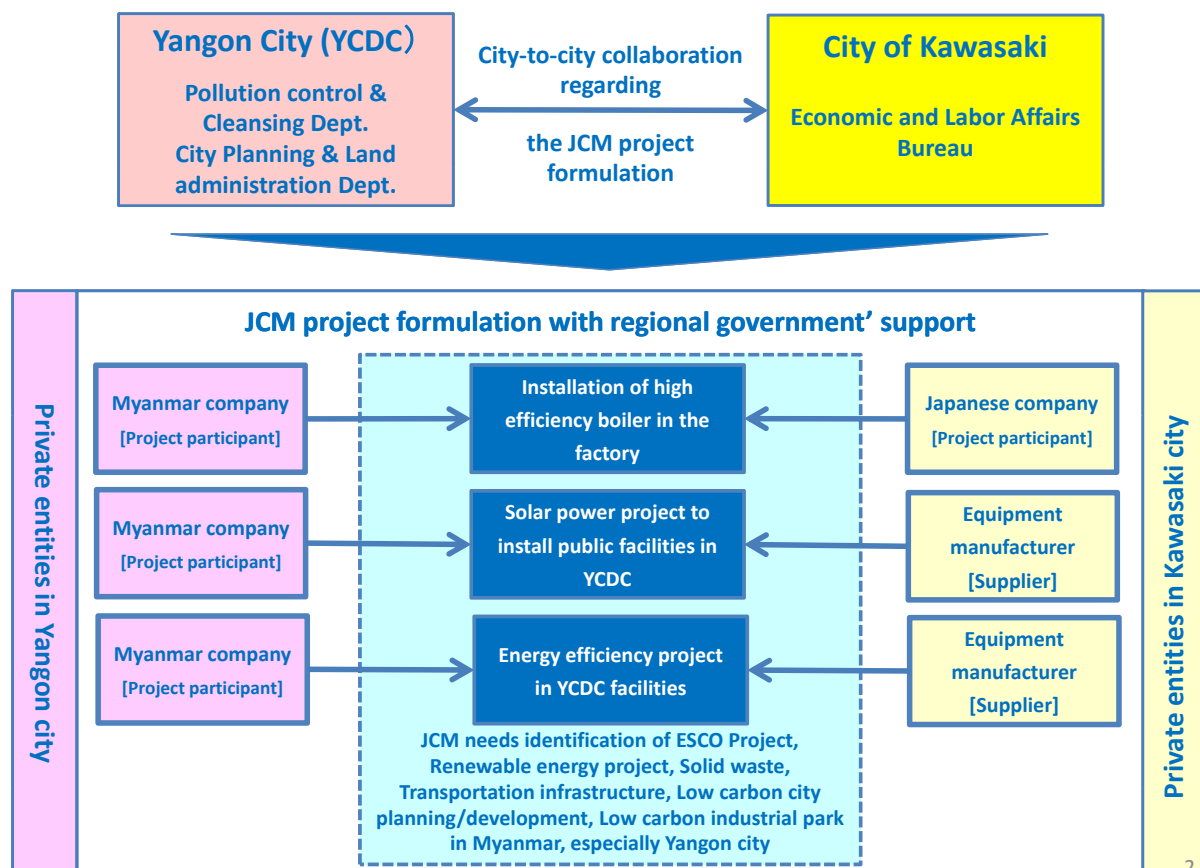 Yangon City (YCDC）
Pollution control &
Cleansing Dept.
City Planning & Land
administration Dept.
City-to-city collaboration
regarding
the JCM project
formulation
City of Kawasaki
Economic and Labor Affairs
Bureau
JCM project formulation with regional government' support
Private entities in Yangon city
Myanmar company
[Project participant]
Installation of high
efficiency boiler in the
factory
Japanese company
[Project participant]
Myanmar company
[Project participant]
Solar power project to
install public facilities in
YCDC
Equipment
manufacturer
[Supplier]
Myanmar company
[Project participant]
Energy efficiency project
in YCDC facilities
Equipment
manufacturer
[Supplier]
JCM needs identification of ESCO Project,
Renewable energy project, Solid waste,
Transportation infrastructure, Low carbon city
planning/development, Low carbon industrial park
in Myanmar, especially Yangon city
Private entities in Kawasaki city
2